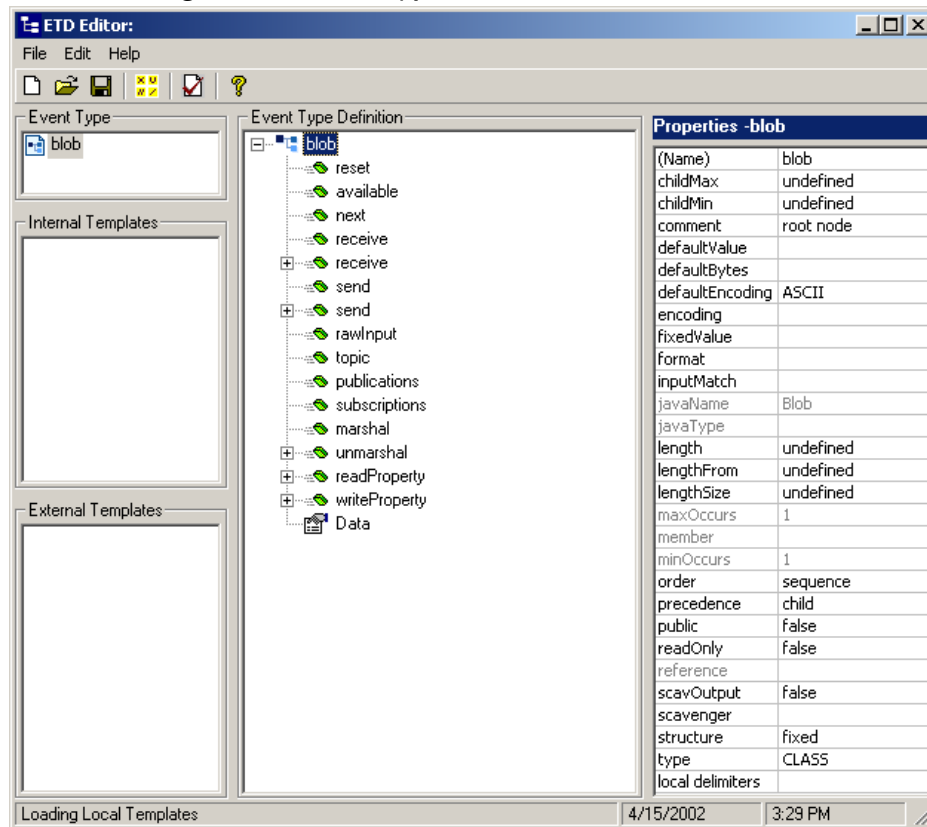 ETD Editor:
File Edit Help
Event Type
blob
Internal Templates
External Templates
Event Type Definition
blob
reset
available
next
receive
receive
send
send
rawInput
topic
publications
subscriptions
marshal
unmarshal
readProperty
writeProperty
Data
Properties -blob
(Name) blob
childMax undefined
childMin undefined
comment root node
defaultValue
defaultBytes
defaultEncoding ASCII
encoding
fixedValue
format
inputMatch
javaName Blob
javaType
length undefined
lengthFrom undefined
lengthSize undefined
maxOccurs 1
member
minOccurs 1
order sequence
precedence child
public false
readOnly false
reference
scavOutput false
scavenger
structure fixed
type CLASS
local delimiters
Loading Local Templates 4/15/2002 3:29 PM